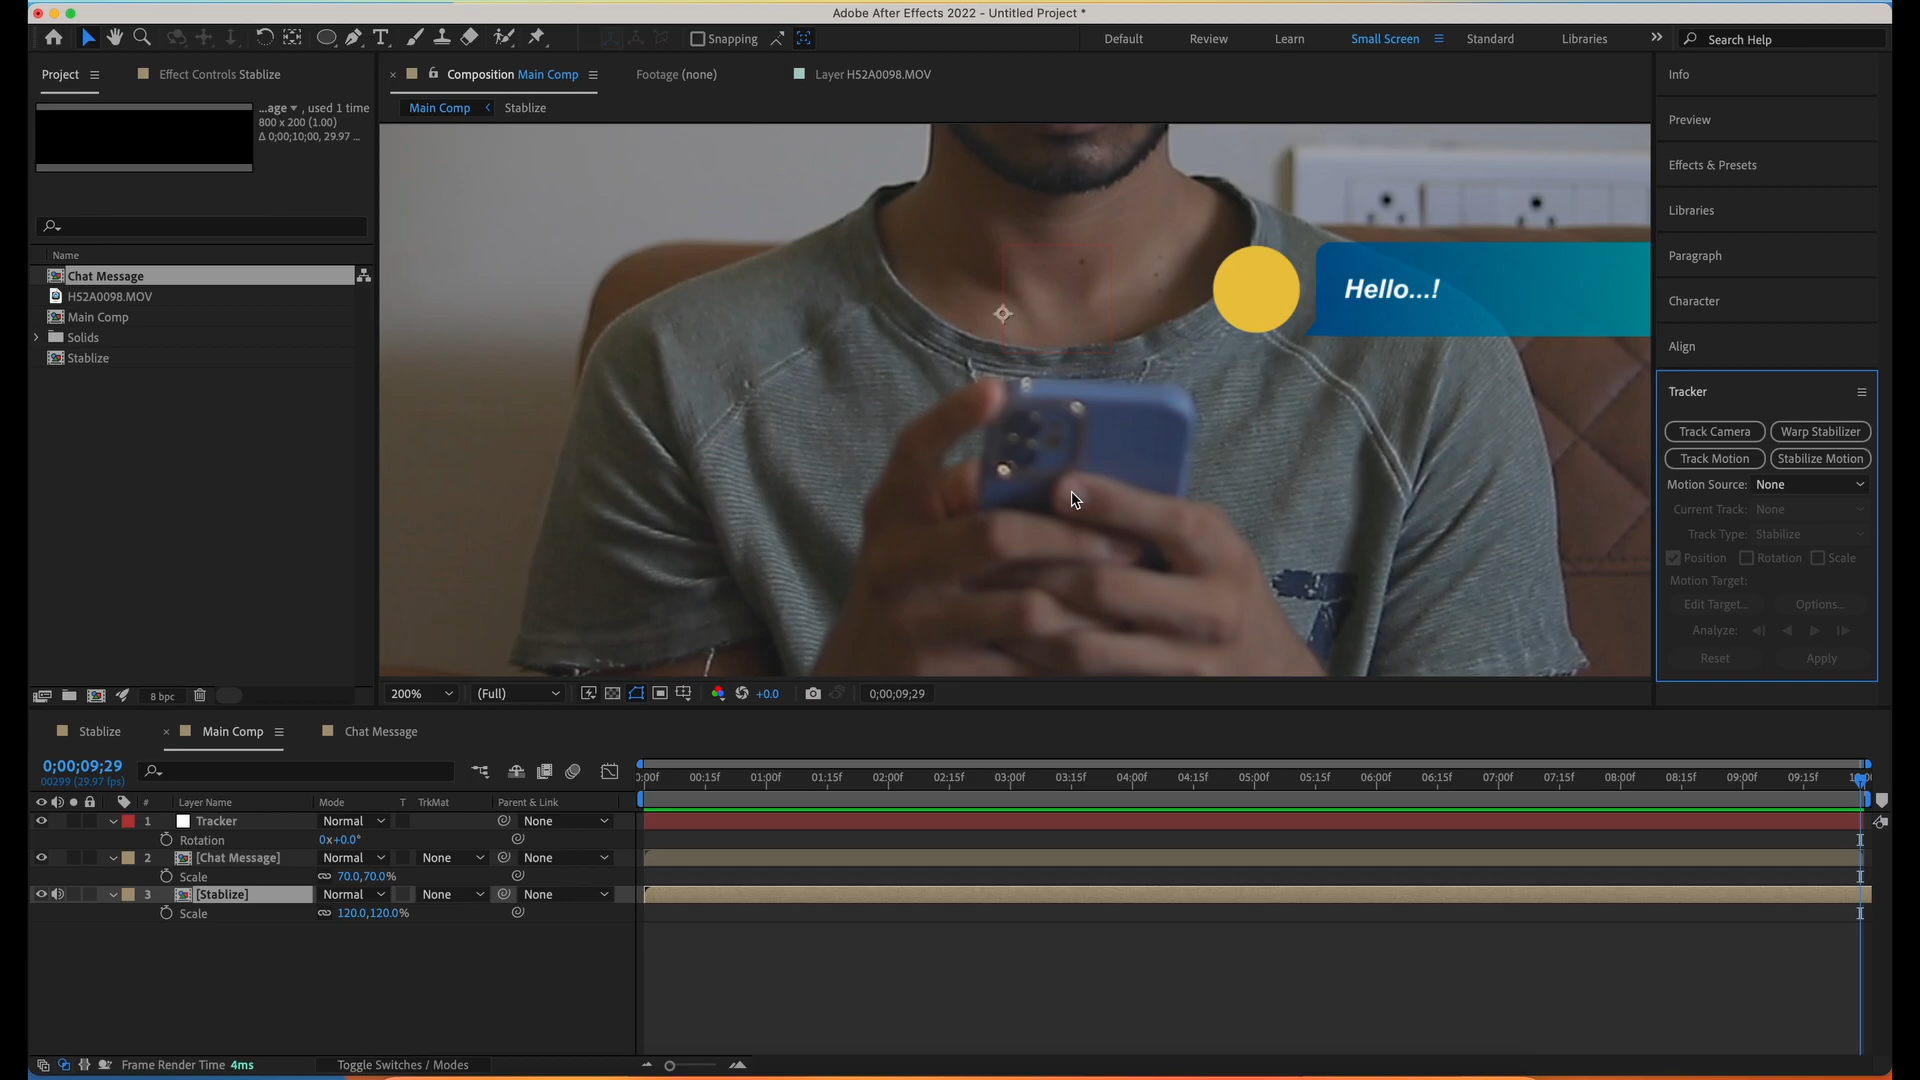 Adobe After Effects 2022 - Untitled Project *
Snapping
Default
Review
Learn
Small Screen
Standard
Libraries
Search Help
Project
Effect Controls Stablize
Composition Main Comp
Footage (none)
Layer H52A0098.MOV
Main Comp
Stablize
...age , used 1 time
800 x 200 (1.00)
Δ 0;00;10;00, 29.97 ...
Name
Chat Message
H52A0098.MOV
Main Comp
Solids
Stablize
8 bpc
Hello...!
200%
(Full)
+0.0
0;00;09;29
Info
Preview
Effects & Presets
Libraries
Paragraph
Character
Align
Tracker
Track Camera
Warp Stabilizer
Track Motion
Stabilize Motion
Motion Source: None
Current Track: None
Track Type: Stabilize
Position
Rotation
Scale
Motion Target:
Edit Target...
Options...
Analyze:
Reset
Apply
Stablize
Main Comp
Chat Message
0;00;09;29
00299 (29.97 fps)
0:00f 00:15f 01:00f 01:15f 02:00f 02:15f 03:00f 03:15f 04:00f 04:15f 05:00f 05:15f 06:00f 06:15f 07:00f 07:15f 08:00f 08:15f 09:00f 09:15f
# Layer Name Mode T TrkMat Parent & Link
1 Tracker Normal None
Rotation 0x+0.0°
2 [Chat Message] Normal None None
Scale 70.0,70.0%
3 [Stablize] Normal None None
Scale 120.0,120.0%
Frame Render Time 4ms
Toggle Switches / Modes